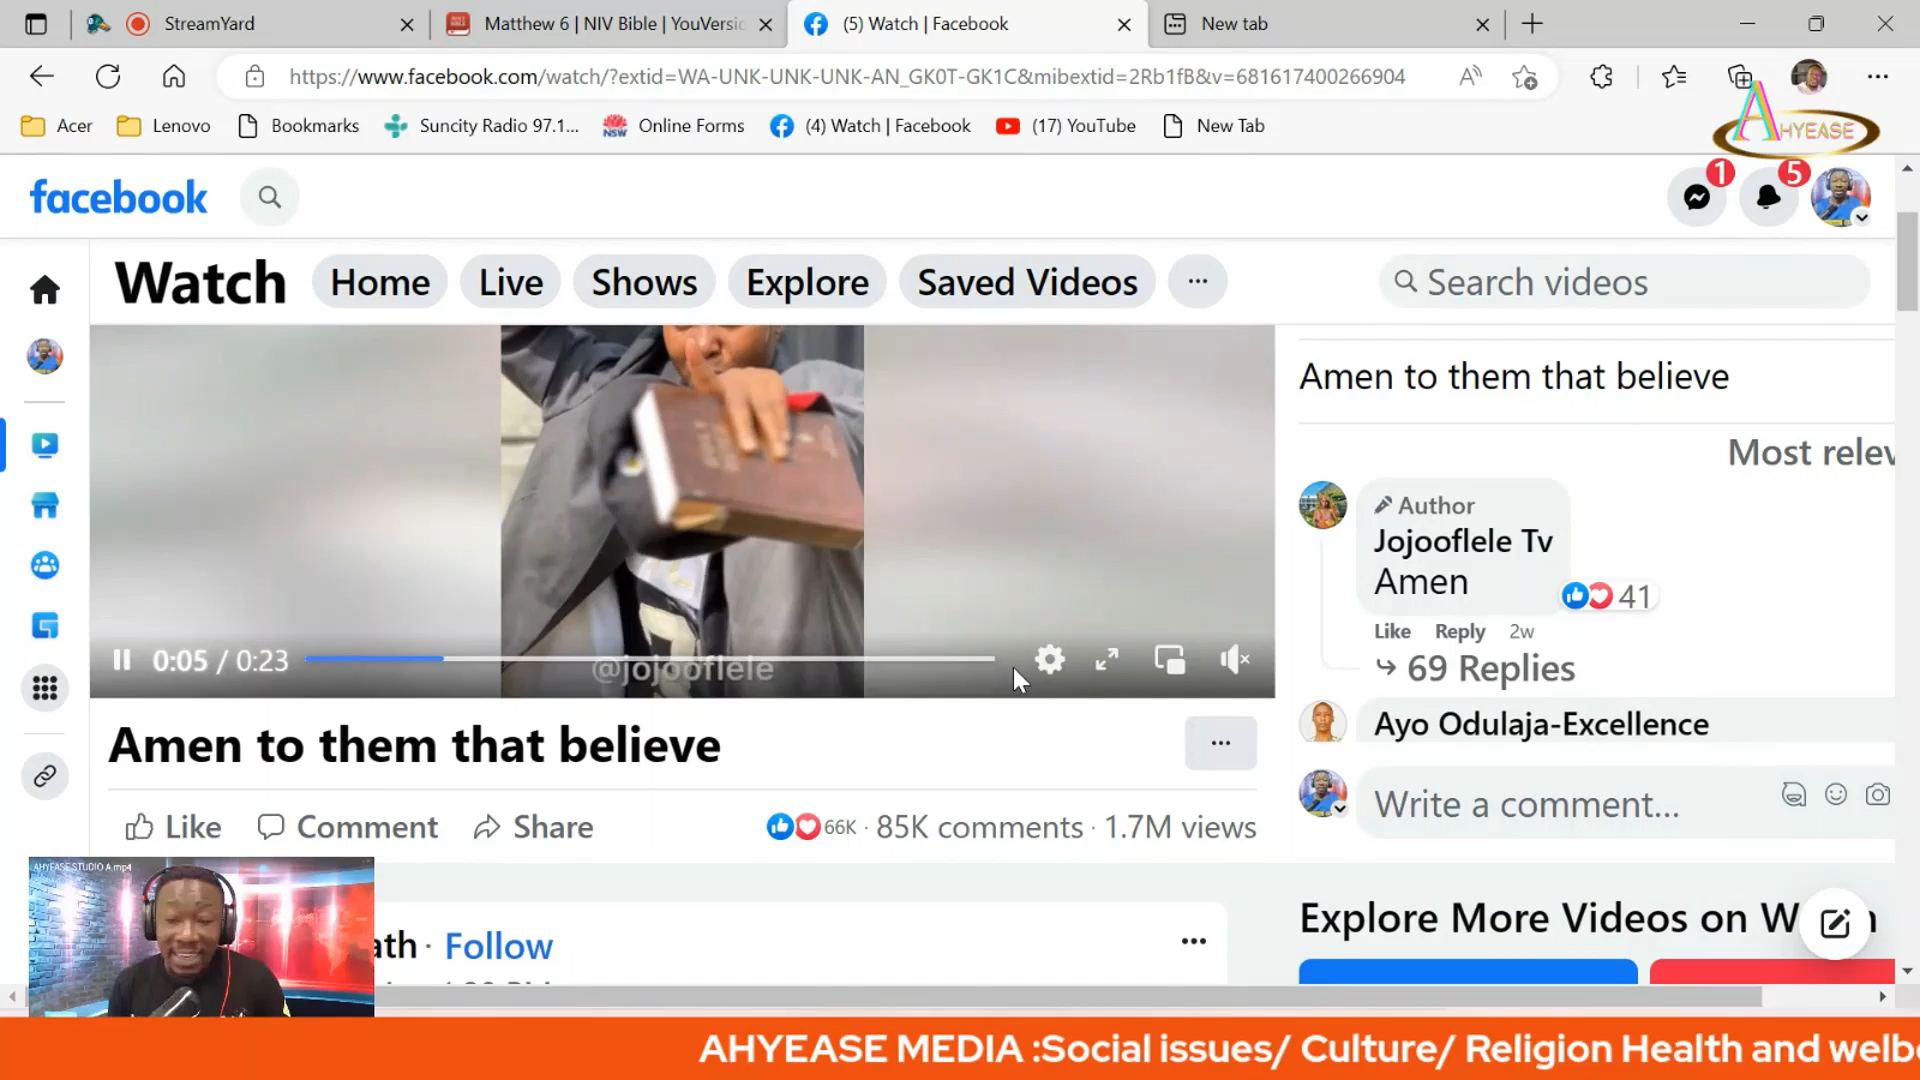 StreamYard
Matthew 6 | NIV Bible | YouVersi
(5) Watch | Facebook
New tab
https://www.facebook.com/watch/?extid=WA-UNK-UNK-UNK-AN_GK0T-GK1C&mibextid=2Rb1fB&v=681617400266904
Acer
Lenovo
Bookmarks
Suncity Radio 97.1...
NSW
Online Forms
(4) Watch | Facebook
(17) YouTube
New Tab
AHYEASE
facebook
1
5
Watch
Home
Live
Shows
Explore
Saved Videos
Search videos
Amen to them that believe
Most relev
Author
Jojooflele Tv
Amen
41
Like Reply 2w
69 Replies
0:05 / 0:23
@jojooflele
Ayo Odulaja-Excellence
Amen to them that believe
Write a comment...
Like
Comment
Share
66K · 85K comments · 1.7M views
AHYEASE STUDIO A.mp4
ath · Follow
Explore More Videos on W
AHYEASE MEDIA :Social issues/ Culture/ Religion Health and welb